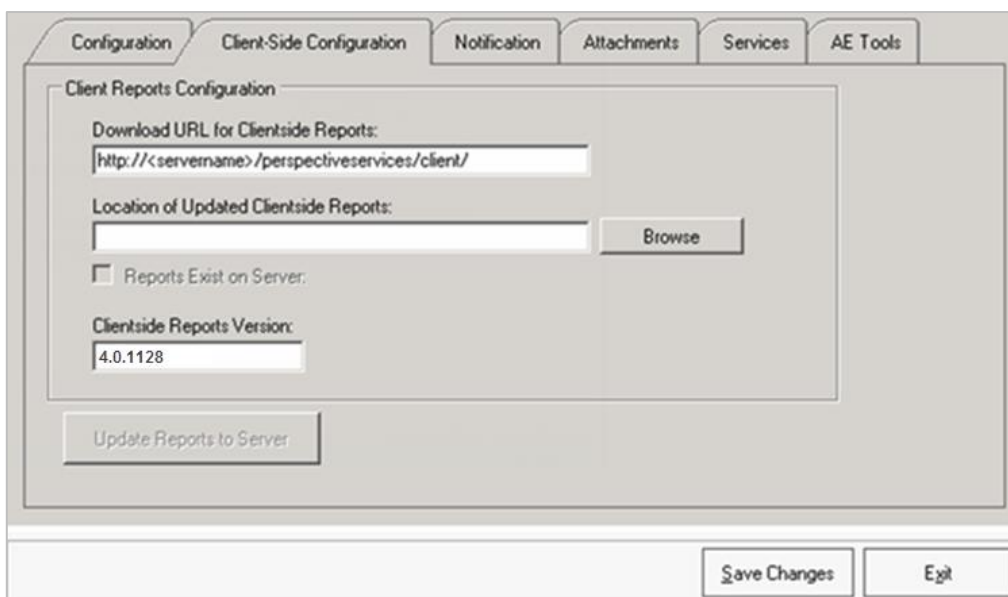 Configuration Client-Side Configuration Notification Attachments Services AE Tools
Client Reports Configuration
Download URL for Clientside Reports:
http://<servername>/perspectiveservices/client/
Location of Updated Clientside Reports:
Browse
Reports Exist on Server:
Clientside Reports Version:
4.0.1128
Update Reports to Server
Save Changes Exit